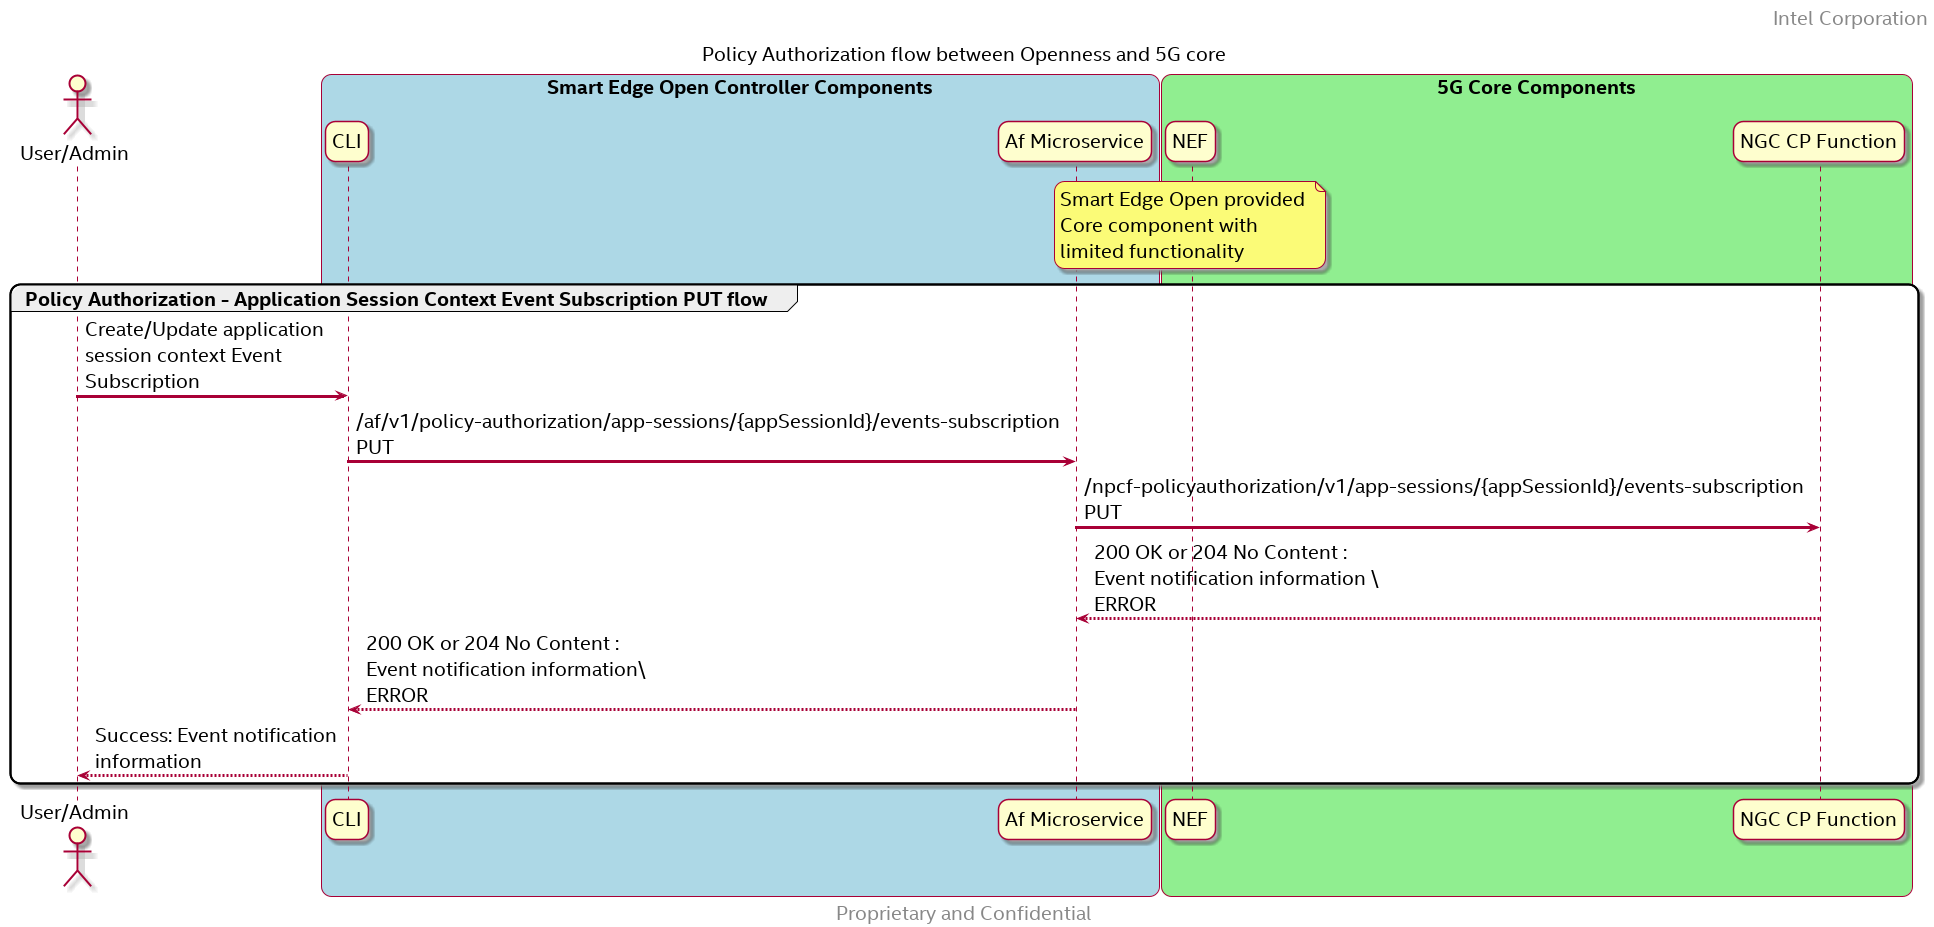 Intel Corporation
Policy Authorization flow between Openness and 5G core
Smart Edge Open Controller Components
5G Core Components
User/Admin
CLI
Af Microservice
NEF
NGC CP Function
Smart Edge Open provided
Core component with
limited functionality
Policy Authorization - Application Session Context Event Subscription PUT flow
Create/Update application
session context Event
Subscription
/af/v1/policy-authorization/app-sessions/{appSessionId}/events-subscription
PUT
/npcf-policyauthorization/v1/app-sessions/{appSessionId}/events-subscription
PUT
200 OK or 204 No Content :
Event notification information \
ERROR
200 OK or 204 No Content :
Event notification information\
ERROR
Success: Event notification
information
User/Admin
CLI
Af Microservice
NEF
NGC CP Function
Proprietary and Confidential